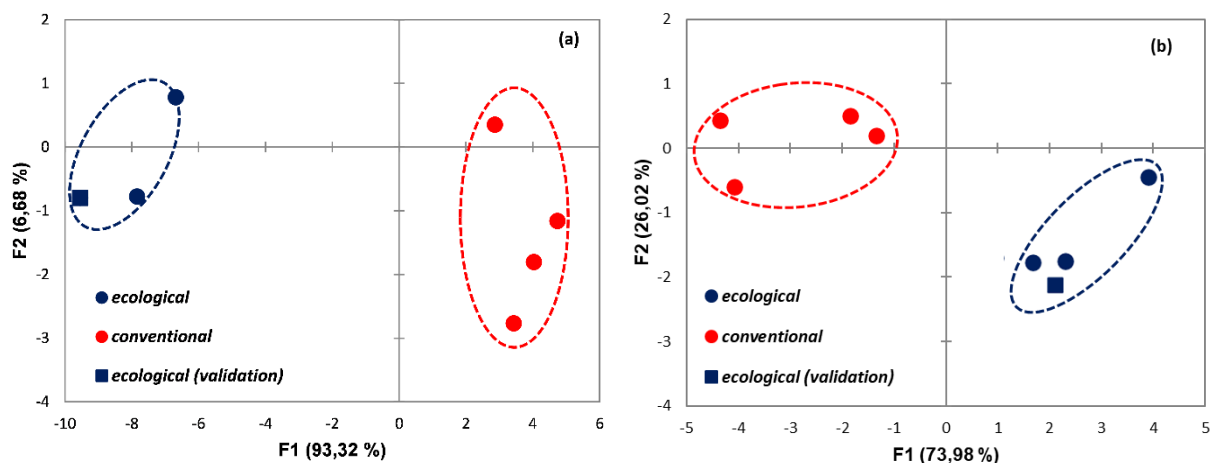 (a)
2
1
0
-1
-2
-3
-4
F2 (6,68 %)
ecological
conventional
ecological (validation)
-10 -8 -6 -4 -2 0 2 4 6
F1 (93,32 %)
(b)
2
1
0
-1
-2
-3
-4
F2 (26,02 %)
ecological
conventional
ecological (validation)
-5 -4 -3 -2 -1 0 1 2 3 4 5
F1 (73,98 %)